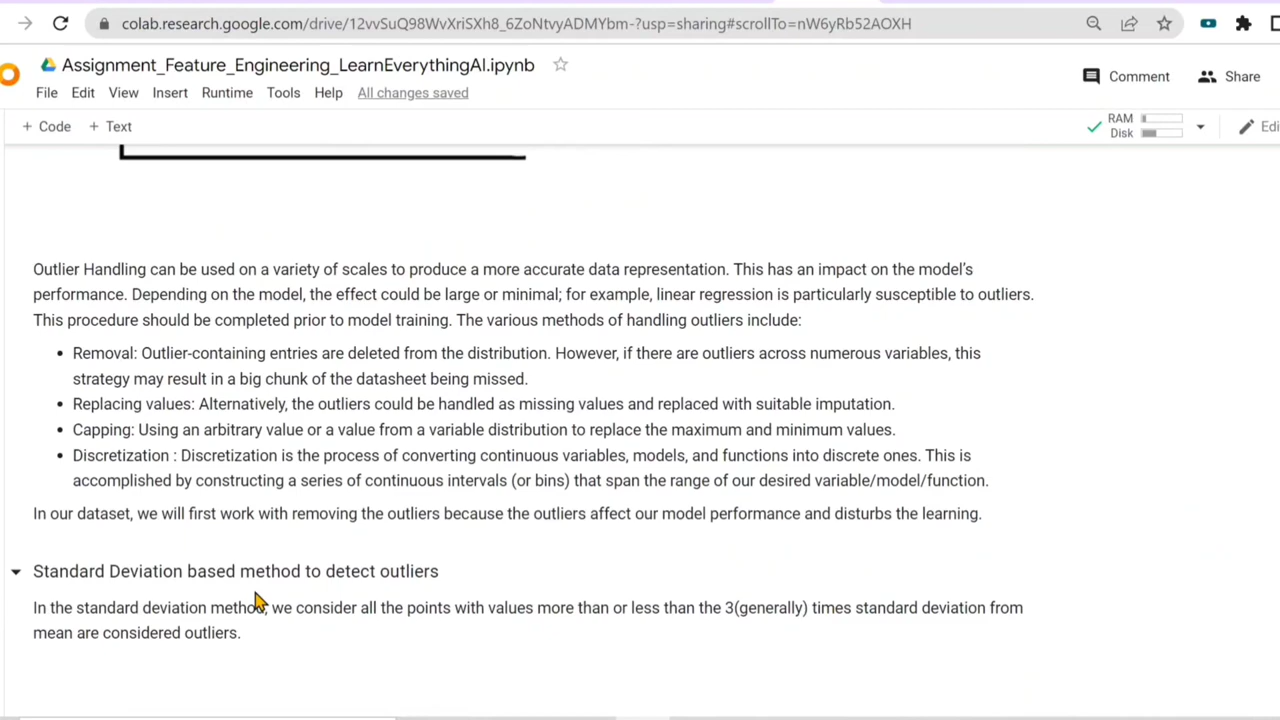 colab.research.google.com/drive/12vvSuQ98WvXriSXh8_6ZoNtvyADMYbm-?usp=sharing#scrollTo=nW6yRb52AOXH
Assignment_Feature_Engineering_LearnEverythingAI.ipynb
Comment
Share
File Edit View Insert Runtime Tools Help All changes saved
+ Code + Text
RAM
Disk
Edi
Outlier Handling can be used on a variety of scales to produce a more accurate data representation. This has an impact on the model's
performance. Depending on the model, the effect could be large or minimal; for example, linear regression is particularly susceptible to outliers.
This procedure should be completed prior to model training. The various methods of handling outliers include:
• Removal: Outlier-containing entries are deleted from the distribution. However, if there are outliers across numerous variables, this
strategy may result in a big chunk of the datasheet being missed.
• Replacing values: Alternatively, the outliers could be handled as missing values and replaced with suitable imputation.
• Capping: Using an arbitrary value or a value from a variable distribution to replace the maximum and minimum values.
• Discretization : Discretization is the process of converting continuous variables, models, and functions into discrete ones. This is
accomplished by constructing a series of continuous intervals (or bins) that span the range of our desired variable/model/function.
In our dataset, we will first work with removing the outliers because the outliers affect our model performance and disturbs the learning.
Standard Deviation based method to detect outliers
In the standard deviation method, we consider all the points with values more than or less than the 3(generally) times standard deviation from
mean are considered outliers.